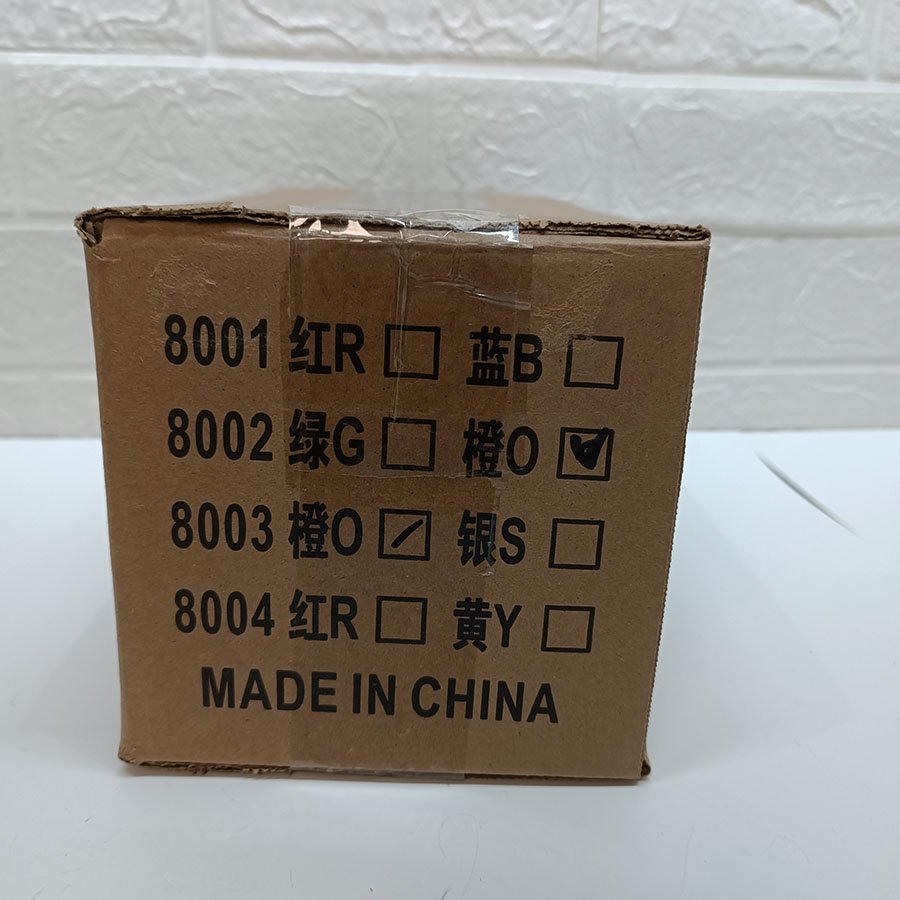 8001 红R □ 蓝B □
8002 绿G □ 橙O ☑
8003 橙O ☑ 银S □
8004 红R □ 黄Y □
MADE IN CHINA